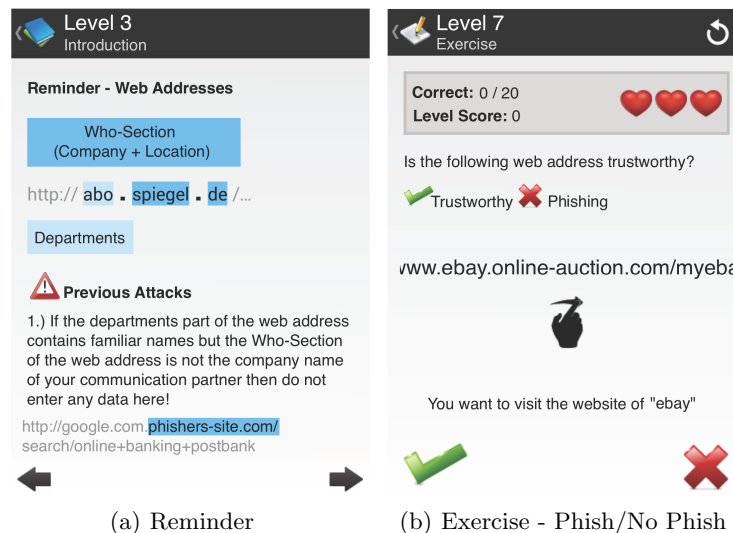 Level 3
Introduction
Reminder - Web Addresses
Who-Section
(Company + Location)
http:// abo . spiegel . de /...
Departments
Previous Attacks
1.) If the departments part of the web address
contains familiar names but the Who-Section
of the web address is not the company name
of your communication partner then do not
enter any data here!
http://google.com.phishers-site.com/
search/online+banking+postbank
(a) Reminder
Level 7
Exercise
Correct: 0 / 20
Level Score: 0
Is the following web address trustworthy?
Trustworthy Phishing
www.ebay.online-auction.com/myeba
You want to visit the website of "ebay"
(b) Exercise - Phish/No Phish